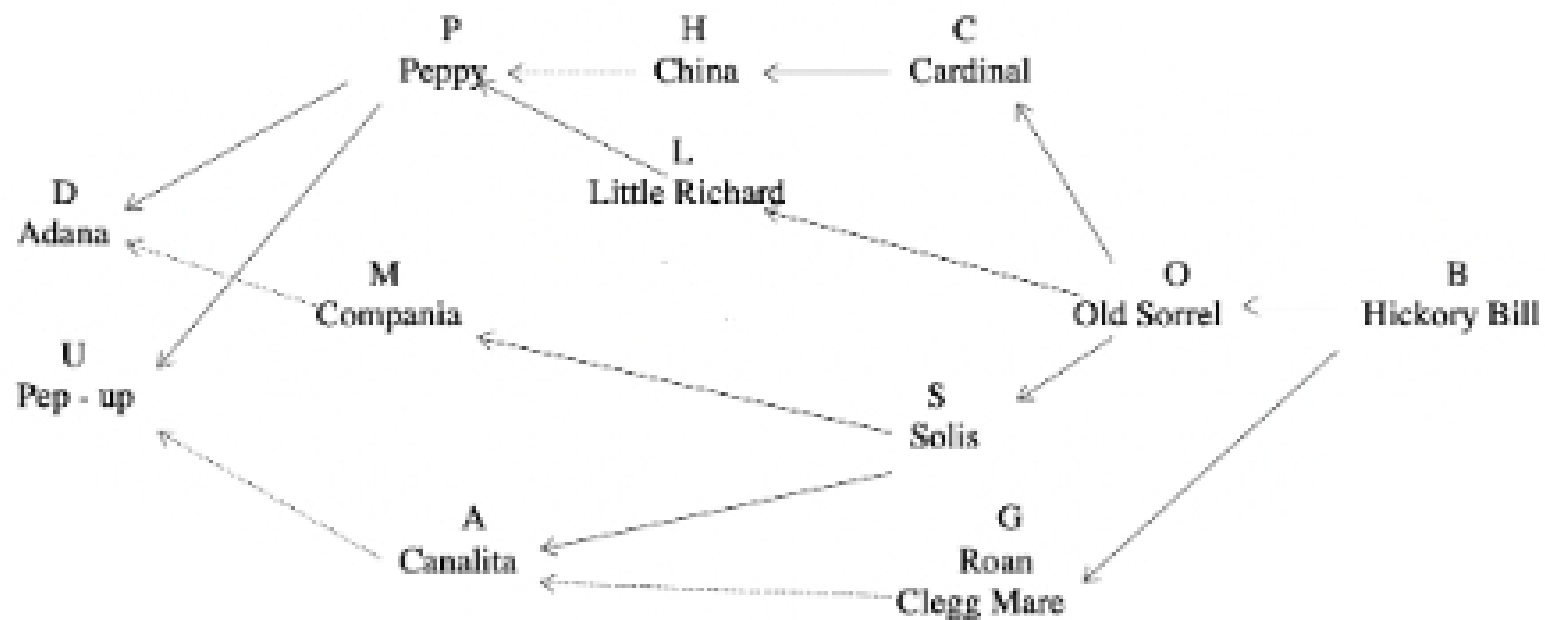 P
H
C
Peppy
China
Cardinal
L
Little Richard
D
Adana
M
Compania
O
B
Old Sorrel
Hickory Bill
U
Pep - up
S
Solis
A
Canalita
G
Roan
Clegg Mare